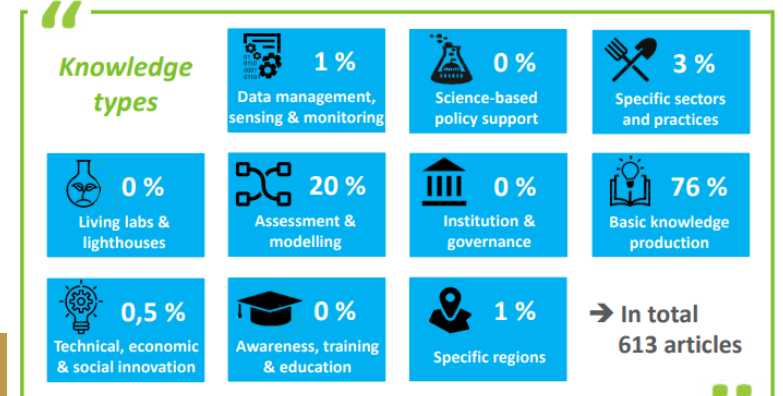 Knowledge
types
1 %
Data management,
sensing & monitoring
0 %
Science-based
policy support
3 %
Specific sectors
and practices
0 %
Living labs &
lighthouses
20 %
Assessment &
modelling
0 %
Institution &
governance
76 %
Basic knowledge
production
0,5 %
Technical, economic
& social innovation
0 %
Awareness, training
& education
1 %
Specific regions
➔ In total
613 articles